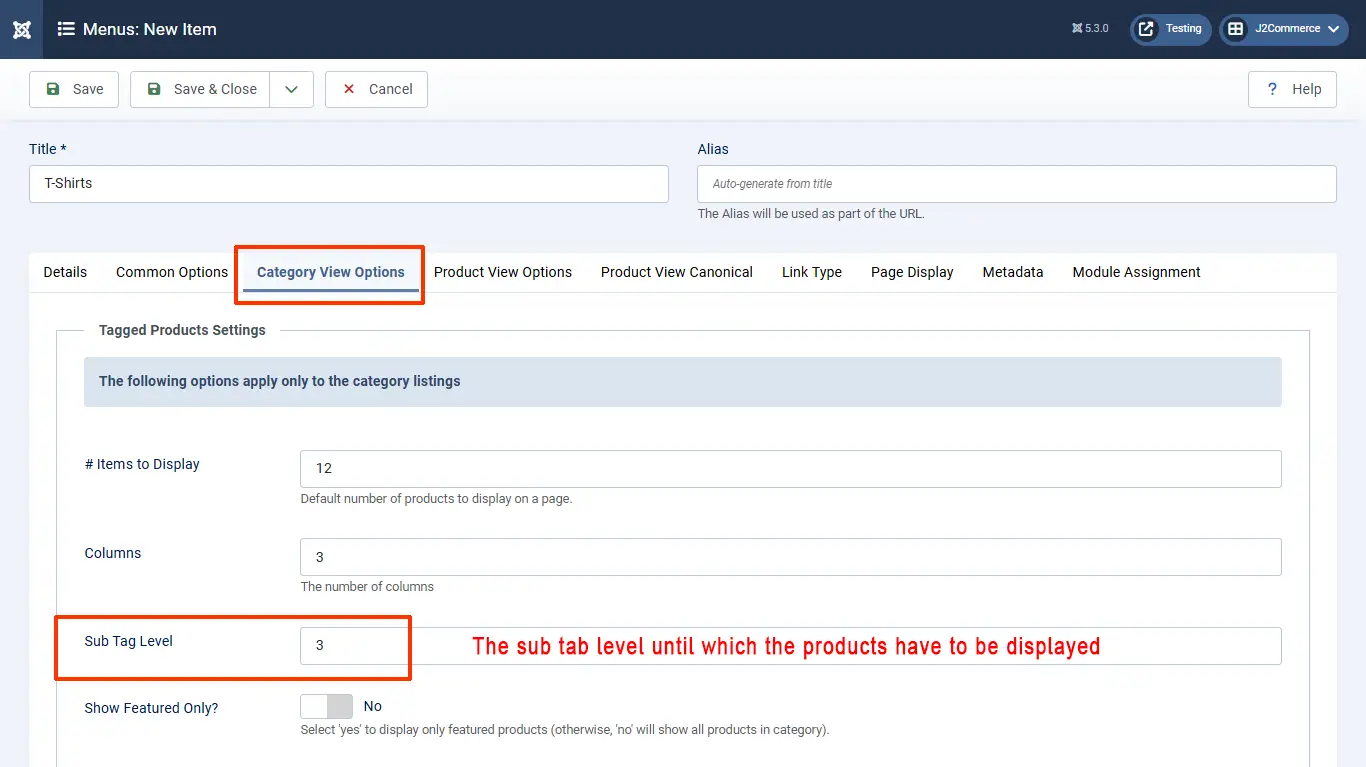 Menus: New Item
5.3.0
Testing
J2Commerce
Save
Save & Close
Cancel
? Help
Title *
Alias
T-Shirts
Auto-generate from title
The Alias will be used as part of the URL.
Details
Common Options
Category View Options
Product View Options
Product View Canonical
Link Type
Page Display
Metadata
Module Assignment
Tagged Products Settings
The following options apply only to the category listings
# Items to Display
12
Default number of products to display on a page.
Columns
3
The number of columns
Sub Tag Level
3
The sub tab level until which the products have to be displayed
Show Featured Only?
No
Select 'yes' to display only featured products (otherwise, 'no' will show all products in category).